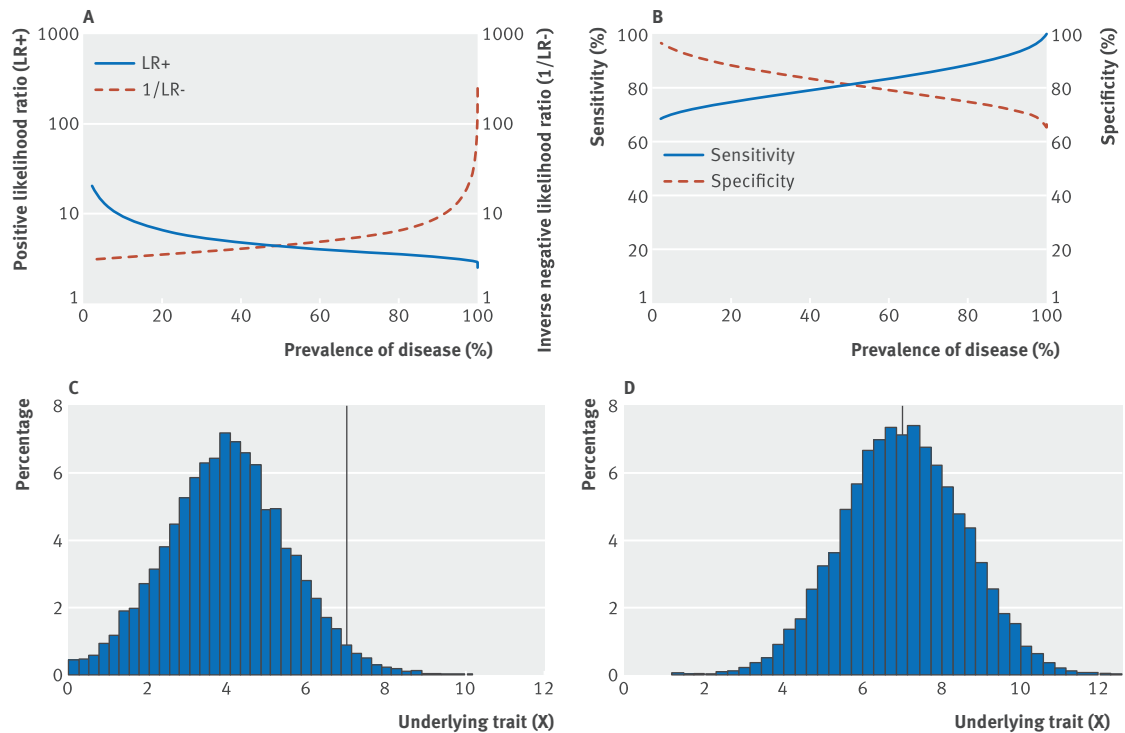 A
Positive likelihood ratio (LR+)
1000
100
10
1
LR+
1/LR-
1000
100
10
1
Inverse negative likelihood ratio (1/LR-)
0 20 40 60 80 100
Prevalence of disease (%)
B
Sensitivity (%)
100
80
60
40
20
1
Sensitivity
Specificity
100
80
60
40
20
1
Specificity (%)
0 20 40 60 80 100
Prevalence of disease (%)
C
Percentage
8
6
4
2
0
0 2 4 6 8 10 12
Underlying trait (X)
D
Percentage
8
6
4
2
0
0 2 4 6 8 10 12
Underlying trait (X)